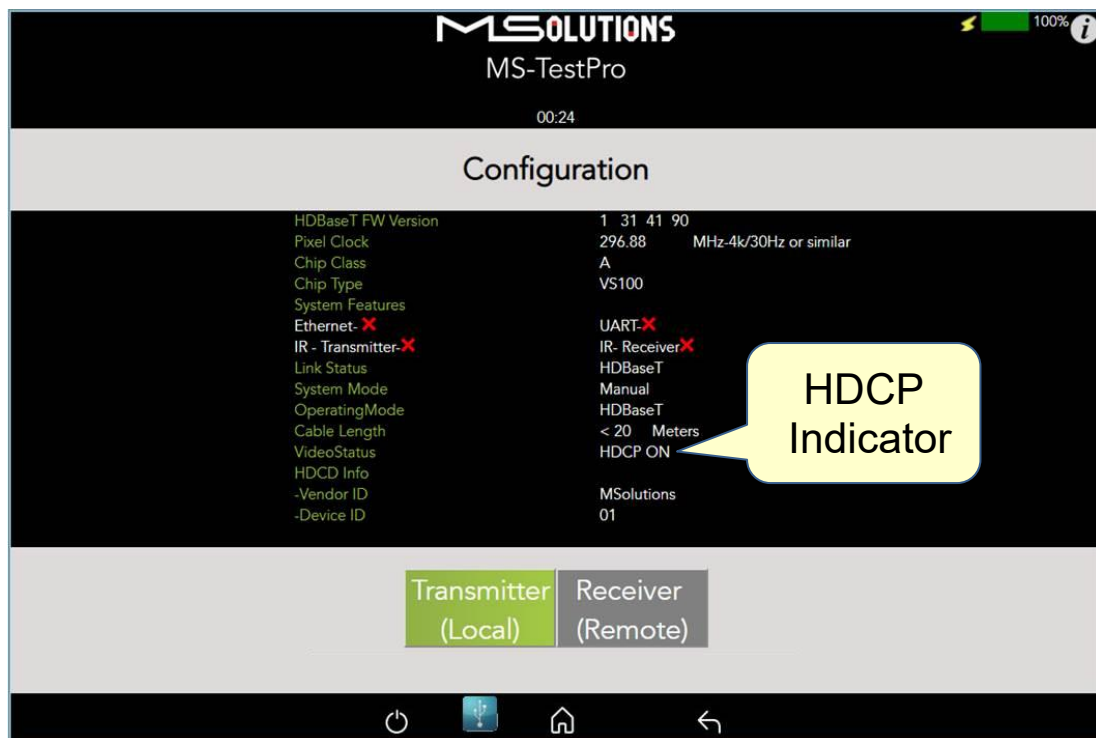 MSOLUTIONS
100%
MS-TestPro
00:24
Configuration
HDBaseT FW Version 1 31 41 90
Pixel Clock 296.88 MHz-4k/30Hz or similar
Chip Class A
Chip Type VS100
System Features
Ethernet- UART-
IR - Transmitter- IR- Receiver
Link Status HDBaseT
System Mode Manual
OperatingMode HDBaseT
Cable Length < 20 Meters
VideoStatus HDCP ON
HDCD Info
-Vendor ID MSolutions
-Device ID 01
HDCP
Indicator
Transmitter
(Local)
Receiver
(Remote)